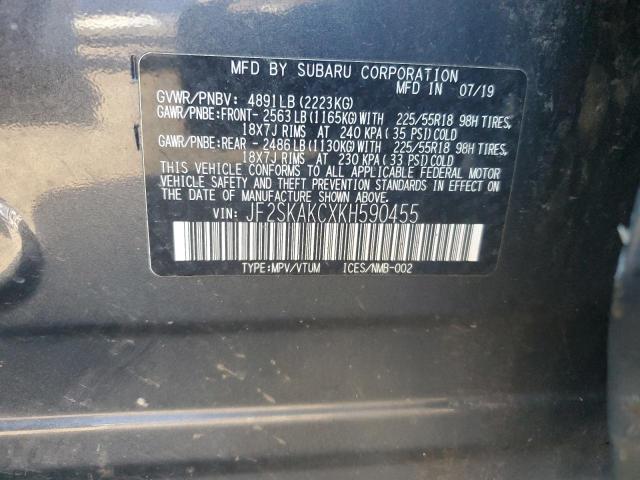 MFD BY SUBARU CORPORATION
MFD IN 07/19
GVWR/PNBV: 4891LB(2223KG)
GAWR/PNBE:FRONT- 2563LB(1165KG)WITH 225/55R18 98H TIRES,
18X7J RIMS AT 240 KPA(35 PSI)COLD
GAWR/PNBE:REAR - 2486LB(1130KG)WITH 225/55R18 98H TIRES,
18X7J RIMS AT 230 KPA(33 PSI)COLD
THIS VEHICLE CONFORMS TO ALL APPLICABLE FEDERAL MOTOR
VEHICLE SAFETY AND THEFT PREVENTION STANDARDS IN EFFECT ON
THE DATE OF MANUFACTURE SHOWN ABOVE.
VIN: JF2SKAKCXKH590455
TYPE:MPV/VTUM ICES/NMB-002